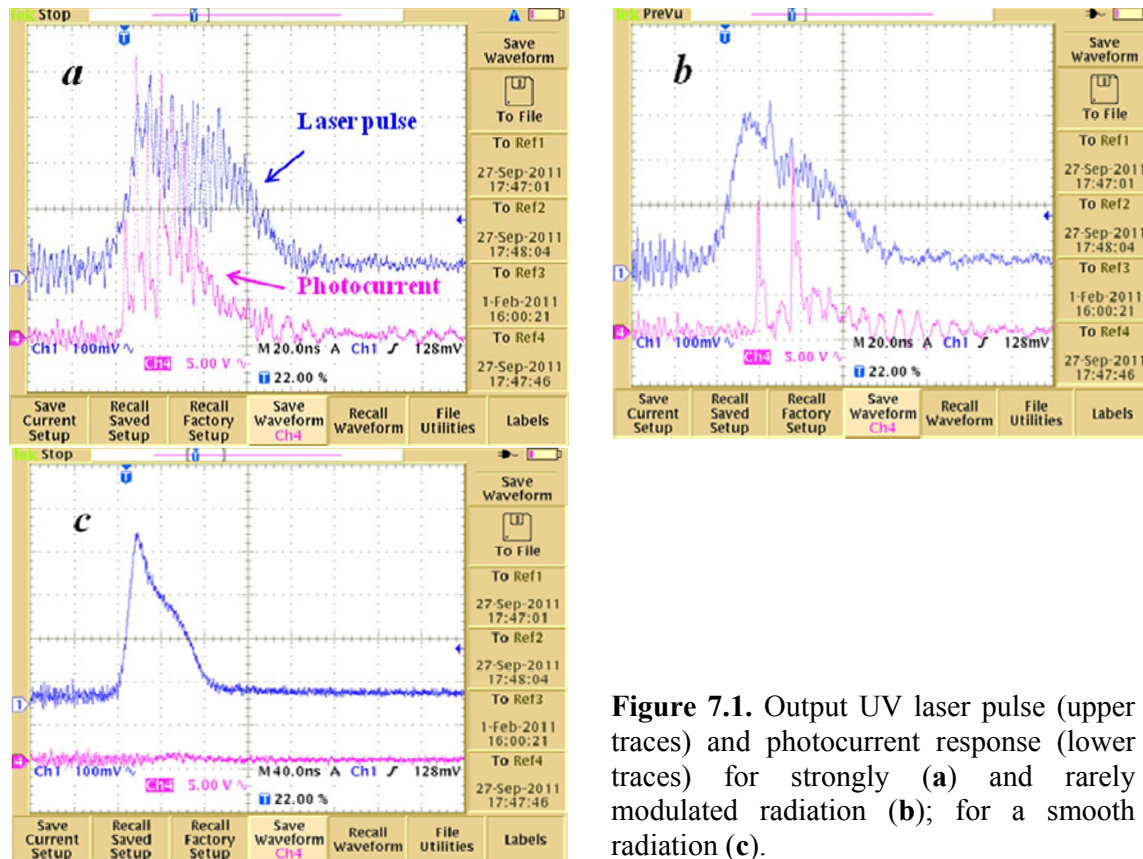 Tek Stop
T
a
Laser pulse
Photocurrent
1
4
Ch1 100mV∿
Ch4 5.00 V ∿
M 20.0ns A Ch1 ʃ 128mV
T 22.00 %
Save
Waveform
To File
To Ref1
27-Sep-2011
17:47:01
To Ref2
27-Sep-2011
17:48:04
To Ref3
1-Feb-2011
16:00:21
To Ref4
27-Sep-2011
17:47:46
Save
Current
Setup
Recall
Saved
Setup
Recall
Factory
Setup
Save
Waveform
Ch4
Recall
Waveform
File
Utilities
Labels
Tek PreVu
T
b
1
4
Ch1 100mV∿
Ch4 5.00 V ∿
M 20.0ns A Ch1 ʃ 128mV
T 22.00 %
Save
Waveform
To File
To Ref1
27-Sep-2011
17:47:01
To Ref2
27-Sep-2011
17:48:04
To Ref3
1-Feb-2011
16:00:21
To Ref4
27-Sep-2011
17:47:46
Save
Current
Setup
Recall
Saved
Setup
Recall
Factory
Setup
Save
Waveform
Ch4
Recall
Waveform
File
Utilities
Labels
Tek Stop
T
c
1
4
Ch1 100mV∿
Ch4 5.00 V ∿
M 40.0ns A Ch1 ʃ 128mV
T 22.00 %
Save
Waveform
To File
To Ref1
27-Sep-2011
17:47:01
To Ref2
27-Sep-2011
17:48:04
To Ref3
1-Feb-2011
16:00:21
To Ref4
27-Sep-2011
17:47:46
Save
Current
Setup
Recall
Saved
Setup
Recall
Factory
Setup
Save
Waveform
Ch4
Recall
Waveform
File
Utilities
Labels
Figure 7.1. Output UV laser pulse (upper
traces) and photocurrent response (lower
traces) for strongly (a) and rarely
modulated radiation (b); for a smooth
radiation (c).